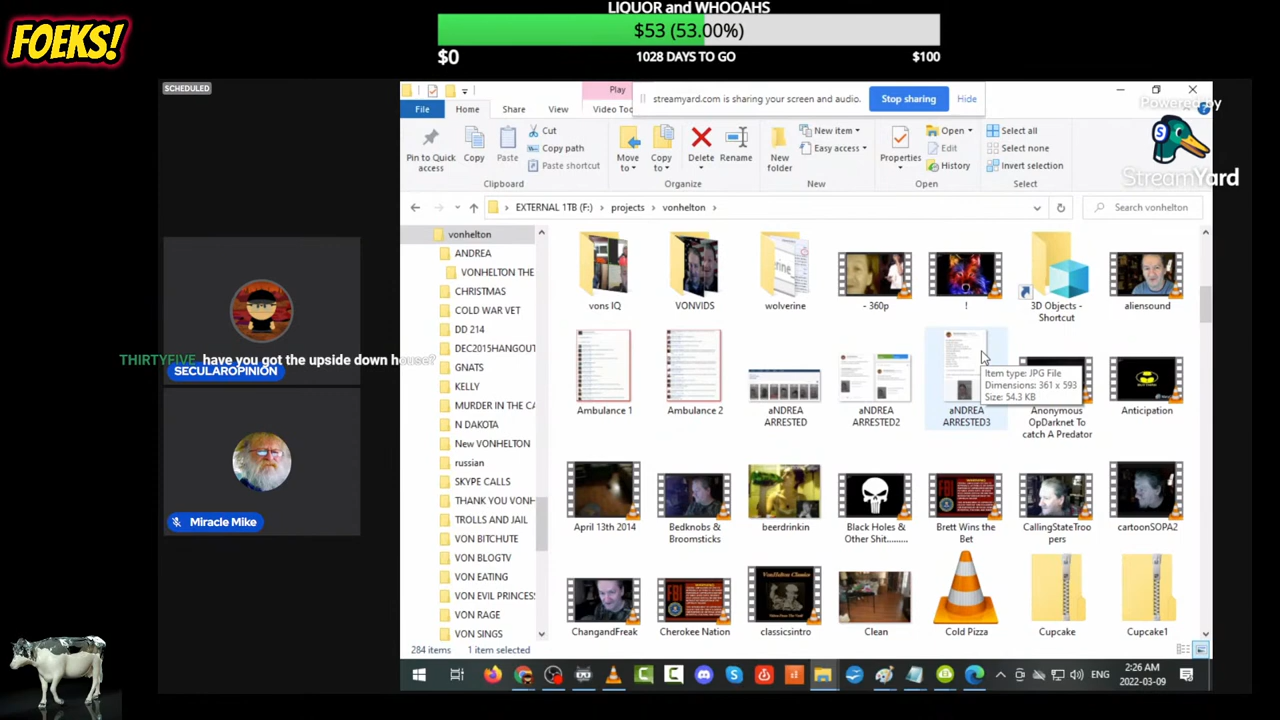 FOEKS!
LIQUOR and WHOOAHS
$53 (53.00%)
$0
1028 DAYS TO GO
$100
SCHEDULED
Play
streamyard.com is sharing your screen and audio.
Stop sharing
Hide
Powered by
StreamYard
File
Home
Share
View
Video To
Pin to Quick access
Copy
Paste
Cut
Copy path
Paste shortcut
Move to
Copy to
Delete
Rename
New folder
New item
Easy access
Properties
Open
Edit
History
Select all
Select none
Invert selection
Clipboard
Organize
New
Open
Select
EXTERNAL 1TB (F:)
projects
vonhelton
Search vonhelton
vonhelton
ANDREA
VONHELTON THE
CHRISTMAS
COLD WAR VET
DD 214
DEC2015HANGOUT
GNATS
KELLY
MURDER IN THE CA
N DAKOTA
New VONHELTON
russian
SKYPE CALLS
THANK YOU VONH
TROLLS AND JAIL
VON BITCHUTE
VON BLOGTV
VON EATING
VON EVIL PRINCES
VON RAGE
VON SINGS
vons IQ
VONVIDS
wolverine
- 360p
!
3D Objects -
Shortcut
aliensound
Ambulance 1
Ambulance 2
aNDREA
ARRESTED
aNDREA
ARRESTED2
aNDREA
ARRESTED3
Item type: JPG File
Dimensions: 361 x 593
Size: 54.3 KB
Anonymous
OpDarknet To
catch A Predator
Anticipation
April 13th 2014
Bedknobs &
Broomsticks
beerdrinkin
Black Holes &
Other Shit.........
Brett Wins the
Bet
CallingStateTroo
pers
cartoonSOPA2
ChangandFreak
Cherokee Nation
classicsintro
Clean
Cold Pizza
Cupcake
Cupcake1
THIRTYFIVE have you got the upside down house?
SECULAROPINION
Miracle Mike
284 items
1 item selected
ENG
2:26 AM
2022-03-09